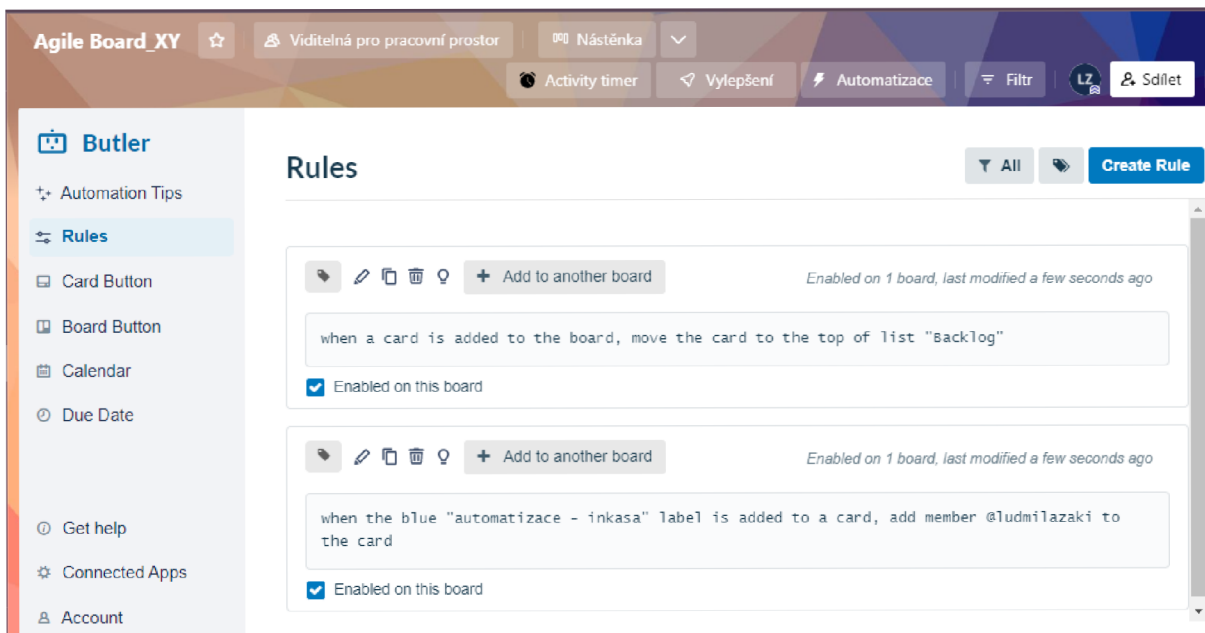 Agile Board_XY
Viditelná pro pracovní prostor
Nástěnka
Activity timer
Vylepšení
Automatizace
Filtr
LZ
Sdílet
Butler
Automation Tips
Rules
Card Button
Board Button
Calendar
Due Date
Get help
Connected Apps
Account
Rules
All
Create Rule
Add to another board
Enabled on 1 board, last modified a few seconds ago
when a card is added to the board, move the card to the top of list "Backlog"
Enabled on this board
Add to another board
Enabled on 1 board, last modified a few seconds ago
when the blue "automatizace - inkasa" label is added to a card, add member @ludmilazaki to
the card
Enabled on this board